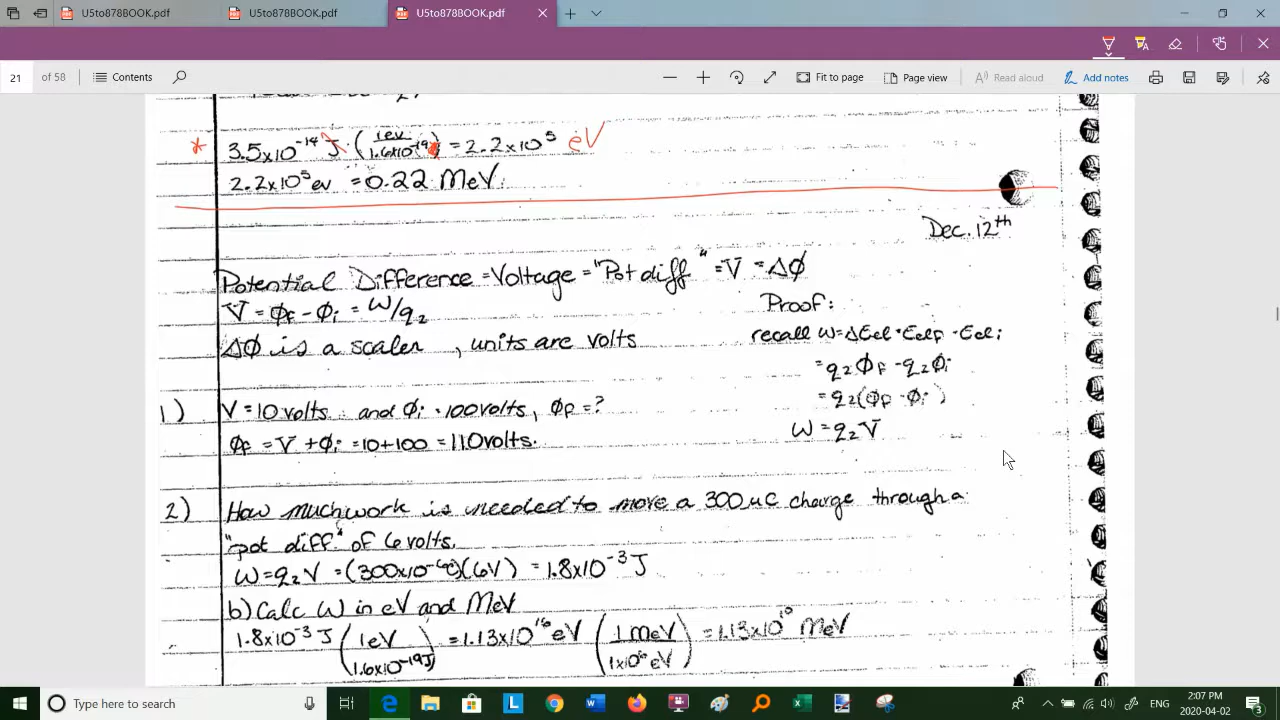 U5to878BOOK.pdf
U5to878BOOK.pdf
U5to878BOOK.pdf
21 of 58 Contents Fit to page Page view Read aloud Add notes
* 3.5x10⁻¹⁴ J (1eV / 1.6x10⁻¹⁹) = 2.2x10⁵ eV
2.2x10⁵ev = 0.22 MeV.
Dec. 12th
Potential Difference = Voltage = "Pot diff" = V = Δϕ
V = ϕf - ϕi = W/q₂
Δϕ is a scaler, units are volts
Proof:
recall W = ΔEel = Eelf - Eeli
= q₂ϕf - q₂ϕi
= q₂(ϕf - ϕi)
W = q₂V
1) V = 10 volts and ϕi = 100 volts, ϕf = ?
ϕf = V + ϕi = 10 + 100 = 110 volts.
2) How much work is needed to move a 300 μC charge through a
"pot diff" of 6 volts.
W = q₂V = (300x10⁻⁶C)(6V) = 1.8x10⁻³ J
b) Calc W in eV and MeV
1.8x10⁻³ J (1eV / 1.6x10⁻¹⁹J) = 1.13x10¹⁶ eV (1 MeV / 1x10⁶ eV) = 1.13x10¹⁰ MeV
Type here to search
ENG
2:07 PM
2020-04-02